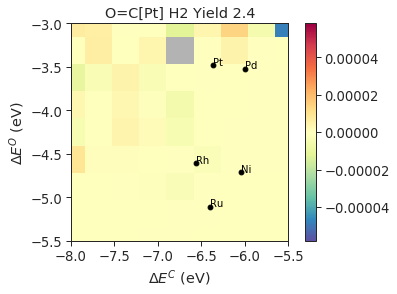 O=C[Pt] H2 Yield 2.4
−3.0
−3.5
−4.0
−4.5
−5.0
−5.5
ΔE^O (eV)
Pt
Pd
Rh
Ni
Ru
−8.0 −7.5 −7.0 −6.5 −6.0 −5.5
ΔE^C (eV)
0.00004
0.00002
0.00000
−0.00002
−0.00004